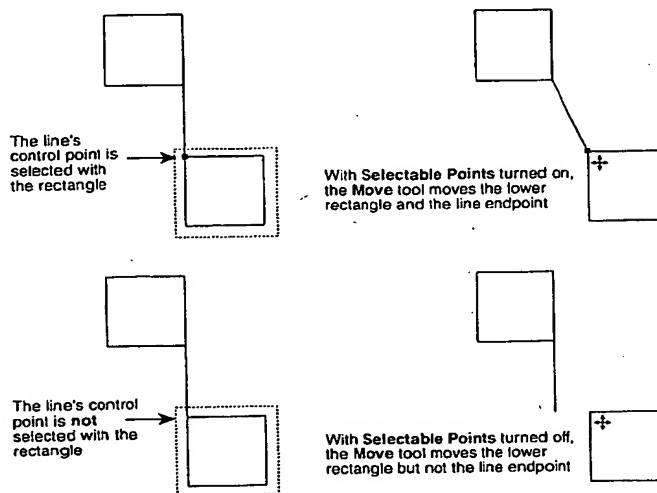 The line's
control point is
selected with
the rectangle
With Selectable Points turned on,
the Move tool moves the lower
rectangle and the line endpoint
The line's control
point is not
selected with the
rectangle
With Selectable Points turned off,
the Move tool moves the lower
rectangle but not the line endpoint